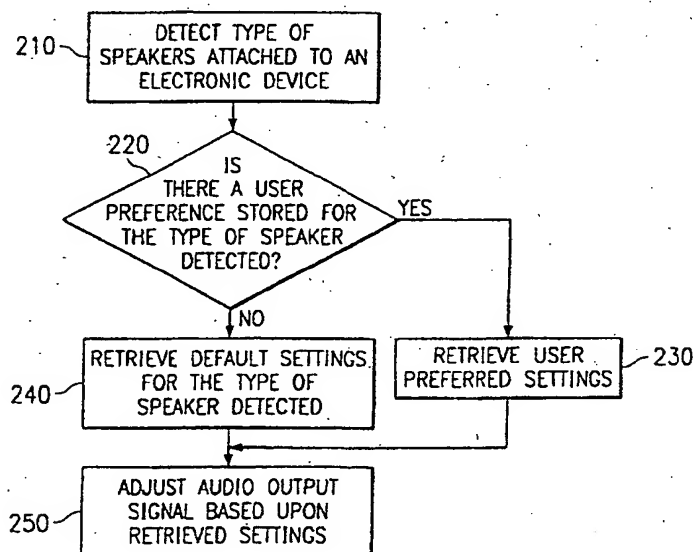 210
DETECT TYPE OF
SPEAKERS ATTACHED TO AN
ELECTRONIC DEVICE
220
IS
THERE A USER
PREFERENCE STORED FOR
THE TYPE OF SPEAKER
DETECTED?
YES
NO
RETRIEVE DEFAULT SETTINGS
FOR THE TYPE OF
SPEAKER DETECTED
240
RETRIEVE USER
PREFERRED SETTINGS
230
ADJUST AUDIO OUTPUT
SIGNAL BASED UPON
RETRIEVED SETTINGS
250